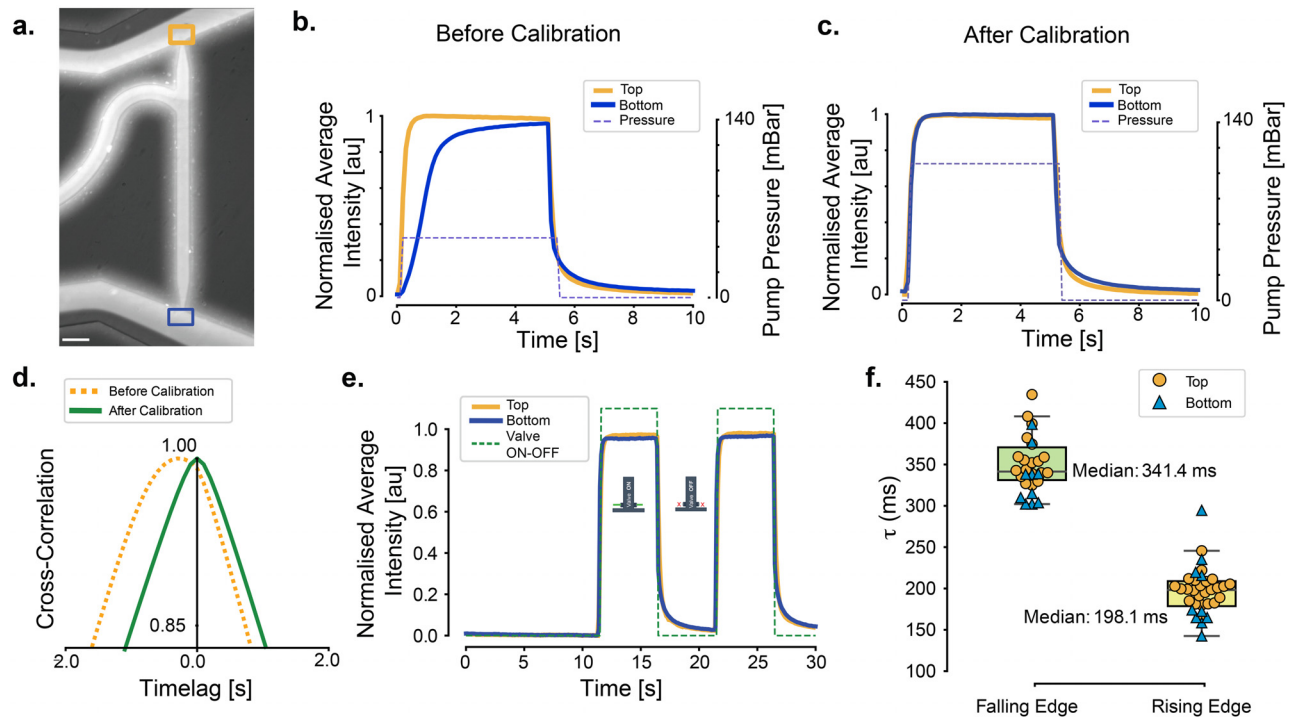 a.
b.
Before Calibration
Top
Bottom
Pressure
Normalised Average
Intensity [au]
1
0
0 2 4 6 8 10
Time [s]
140
0
Pump Pressure [mBar]
c.
After Calibration
Top
Bottom
Pressure
Normalised Average
Intensity [au]
1
0
0 2 4 6 8 10
Time [s]
140
0
Pump Pressure [mBar]
d.
Before Calibration
After Calibration
1.00
0.85
Cross-Correlation
2.0 0.0 2.0
Timelag [s]
e.
Top
Bottom
Valve
ON-OFF
Normalised Average
Intensity [au]
1.0
0.8
0.6
0.4
0.2
0.0
Valve ON
Valve OFF
0 5 10 15 20 25 30
Time [s]
f.
Top
Bottom
τ (ms)
450
400
350
300
250
200
150
100
Median: 341.4 ms
Median: 198.1 ms
Falling Edge Rising Edge